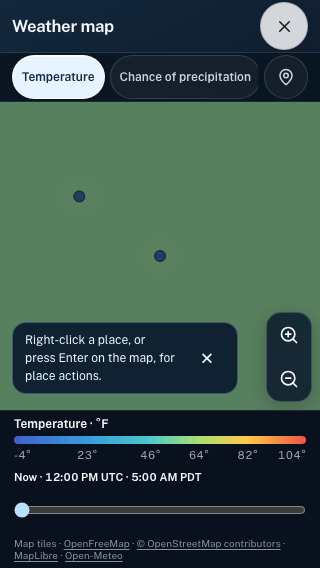 Weather map
Temperature
Chance of precipitation
Right-click a place, or
press Enter on the map, for
place actions.
Temperature · °F
-4° 23° 46° 64° 82° 104°
Now · 12:00 PM UTC · 5:00 AM PDT
Map tiles · OpenFreeMap · © OpenStreetMap contributors ·
MapLibre · Open-Meteo